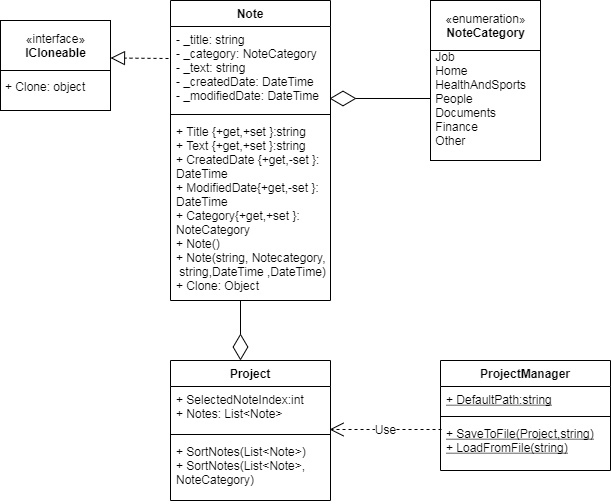 «interface»
ICloneable
+ Clone: object
Note
- _title: string
- _category: NoteCategory
- _text: string
- _createdDate: DateTime
- _modifiedDate: DateTime
+ Title {+get,+set }:string
+ Text {+get,+set }:string
+ CreatedDate {+get,-set }:
DateTime
+ ModifiedDate{+get,-set }:
DateTime
+ Category{+get,+set }:
NoteCategory
+ Note()
+ Note(string, Notecategory,
string,DateTime ,DateTime)
+ Clone: Object
«enumeration»
NoteCategory
Job
Home
HealthAndSports
People
Documents
Finance
Other
Project
+ SelectedNoteIndex:int
+ Notes: List<Note>
+ SortNotes(List<Note>)
+ SortNotes(List<Note>,
NoteCategory)
Use
ProjectManager
+ DefaultPath:string
+ SaveToFile(Project,string)
+ LoadFromFile(string)